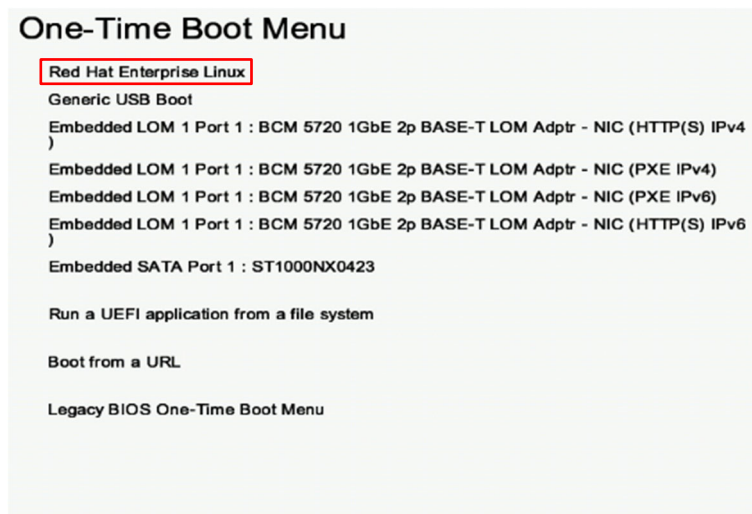 One-Time Boot Menu
Red Hat Enterprise Linux
Generic USB Boot
Embedded LOM 1 Port 1 : BCM 5720 1GbE 2p BASE-T LOM Adptr - NIC (HTTP(S) IPv4
)
Embedded LOM 1 Port 1 : BCM 5720 1GbE 2p BASE-T LOM Adptr - NIC (PXE IPv4)
Embedded LOM 1 Port 1 : BCM 5720 1GbE 2p BASE-T LOM Adptr - NIC (PXE IPv6)
Embedded LOM 1 Port 1 : BCM 5720 1GbE 2p BASE-T LOM Adptr - NIC (HTTP(S) IPv6
)
Embedded SATA Port 1 : ST1000NX0423
Run a UEFI application from a file system
Boot from a URL
Legacy BIOS One-Time Boot Menu